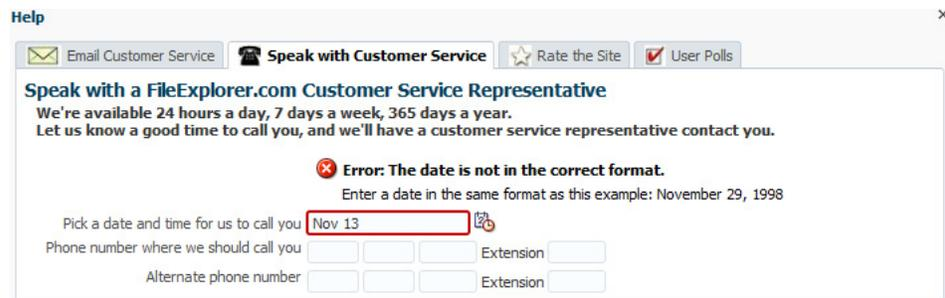 Help
Email Customer Service
Speak with Customer Service
Rate the Site
User Polls
Speak with a FileExplorer.com Customer Service Representative
We're available 24 hours a day, 7 days a week, 365 days a year.
Let us know a good time to call you, and we'll have a customer service representative contact you.
Error: The date is not in the correct format.
Enter a date in the same format as this example: November 29, 1998
Pick a date and time for us to call you Nov 13
Phone number where we should call you Extension
Alternate phone number Extension